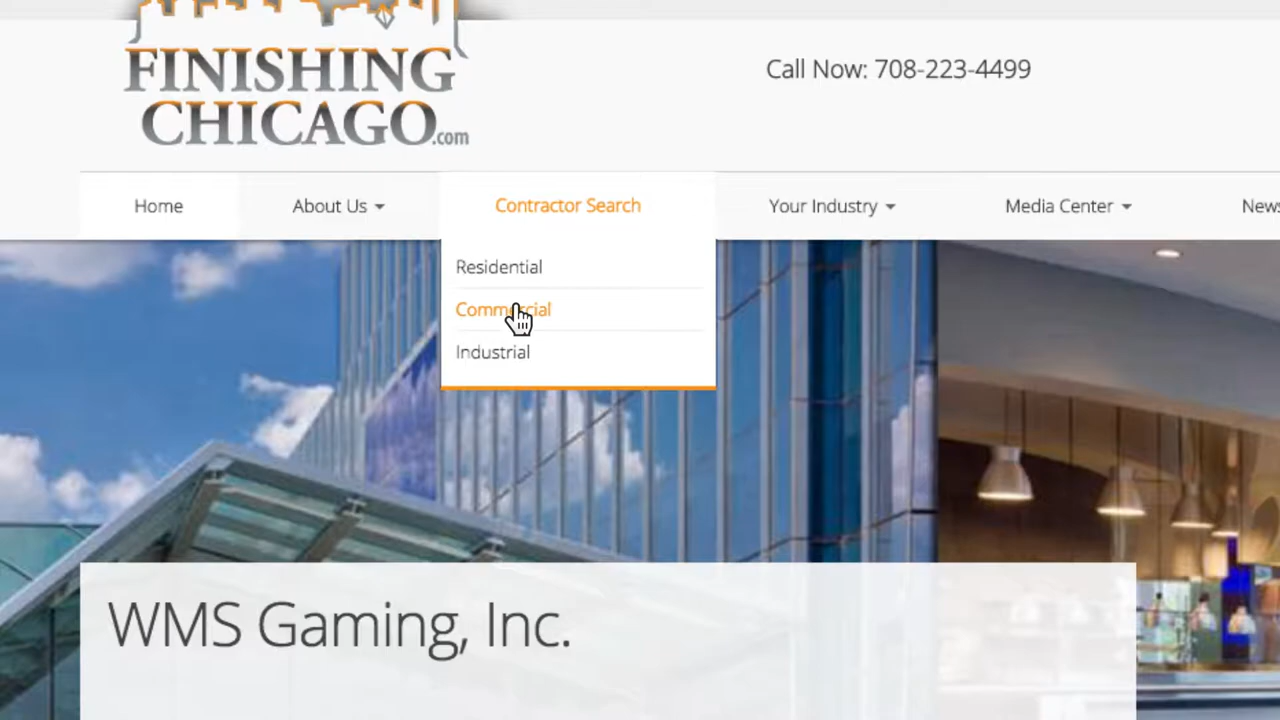 FINISHING
CHICAGO.com
Call Now: 708-223-4499
Home
About Us
Contractor Search
Your Industry
Media Center
News
Residential
Commercial
Industrial
WMS Gaming, Inc.